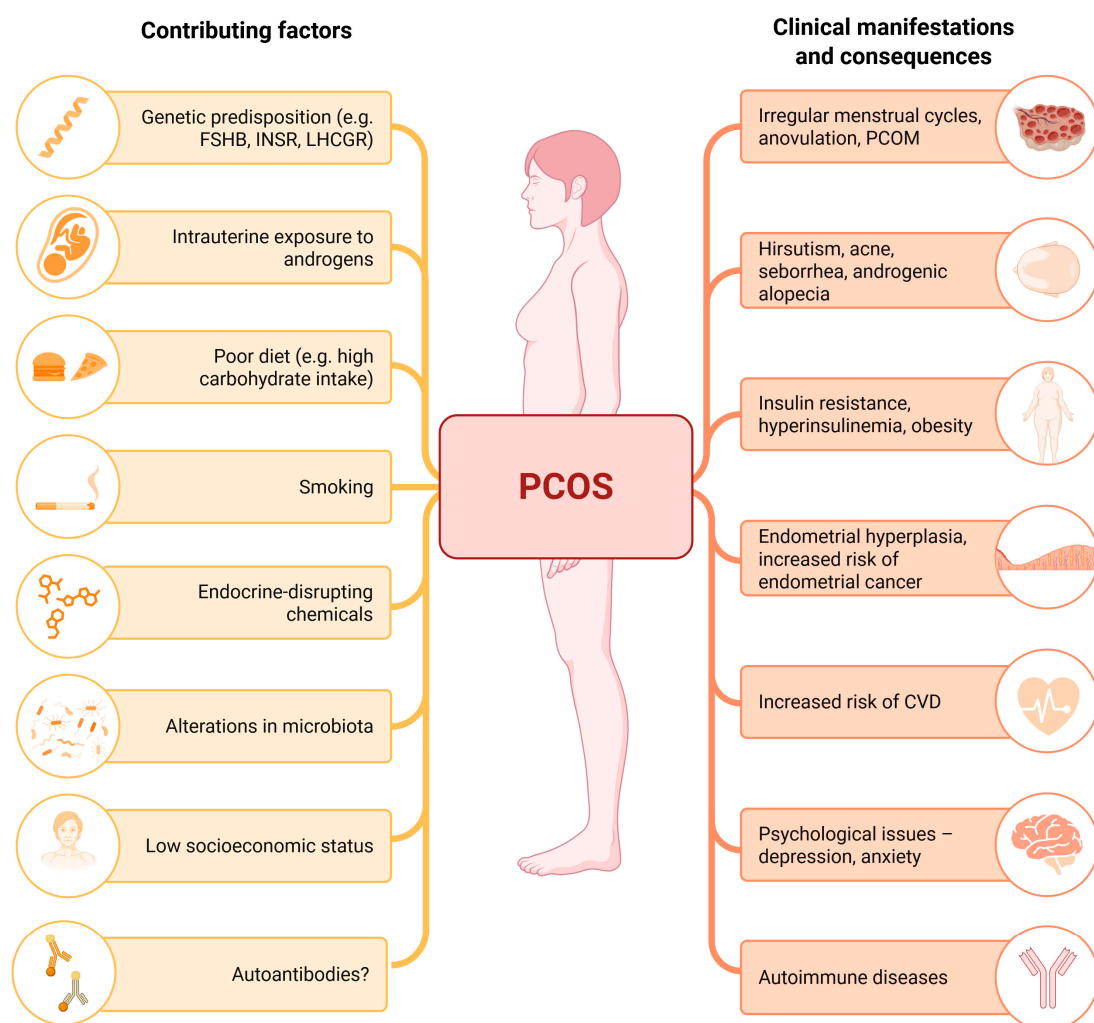 Contributing factors
Genetic predisposition (e.g.
FSHB, INSR, LHCGR)
Intrauterine exposure to
androgens
Poor diet (e.g. high
carbohydrate intake)
Smoking
Endocrine-disrupting
chemicals
Alterations in microbiota
Low socioeconomic status
Autoantibodies?
PCOS
Clinical manifestations
and consequences
Irregular menstrual cycles,
anovulation, PCOM
Hirsutism, acne,
seborrhea, androgenic
alopecia
Insulin resistance,
hyperinsulinemia, obesity
Endometrial hyperplasia,
increased risk of
endometrial cancer
Increased risk of CVD
Psychological issues –
depression, anxiety
Autoimmune diseases